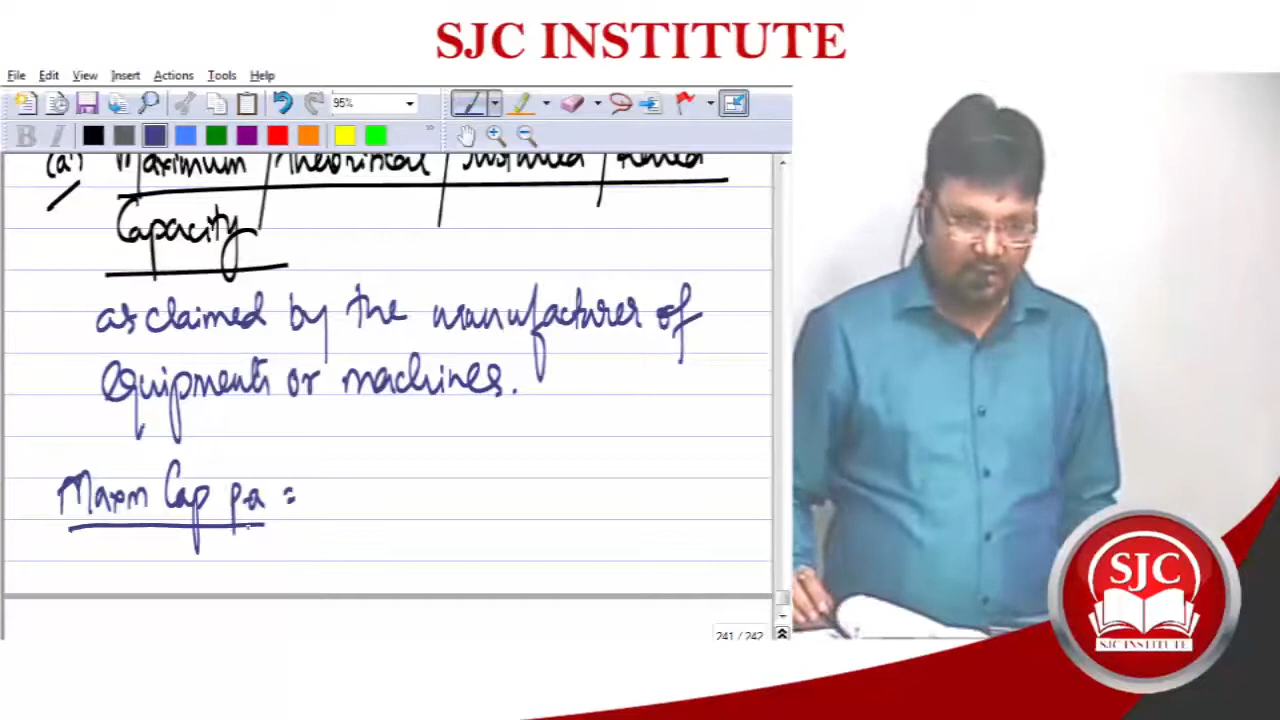 SJC INSTITUTE
File Edit View Insert Actions Tools Help
95%
B I
(a) Maximum / Theoritical / Installed / Rated
Capacity
as claimed by the manufacturer of
equipments or machines.
Maxm Cap pa =
241 / 242
SJC
SJC INSTITUTE